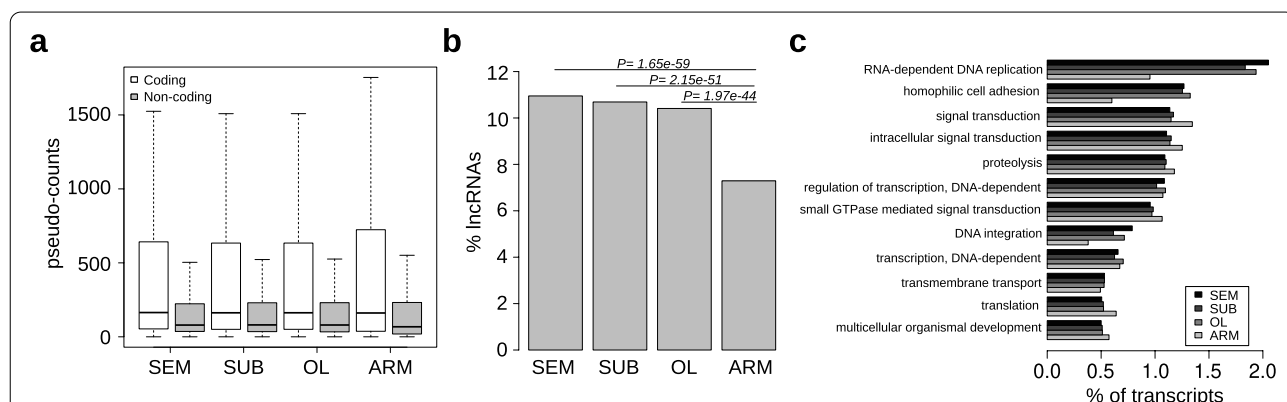 a
Coding
Non-coding
pseudo-counts
1500
1000
500
0
SEM
SUB
OL
ARM
b
% lncRNAs
12
10
8
6
4
2
0
P= 1.65e-59
P= 2.15e-51
P= 1.97e-44
SEM
SUB
OL
ARM
c
RNA-dependent DNA replication
homophilic cell adhesion
signal transduction
intracellular signal transduction
proteolysis
regulation of transcription, DNA-dependent
small GTPase mediated signal transduction
DNA integration
transcription, DNA-dependent
transmembrane transport
translation
multicellular organismal development
SEM
SUB
OL
ARM
0.0 0.5 1.0 1.5 2.0
% of transcripts